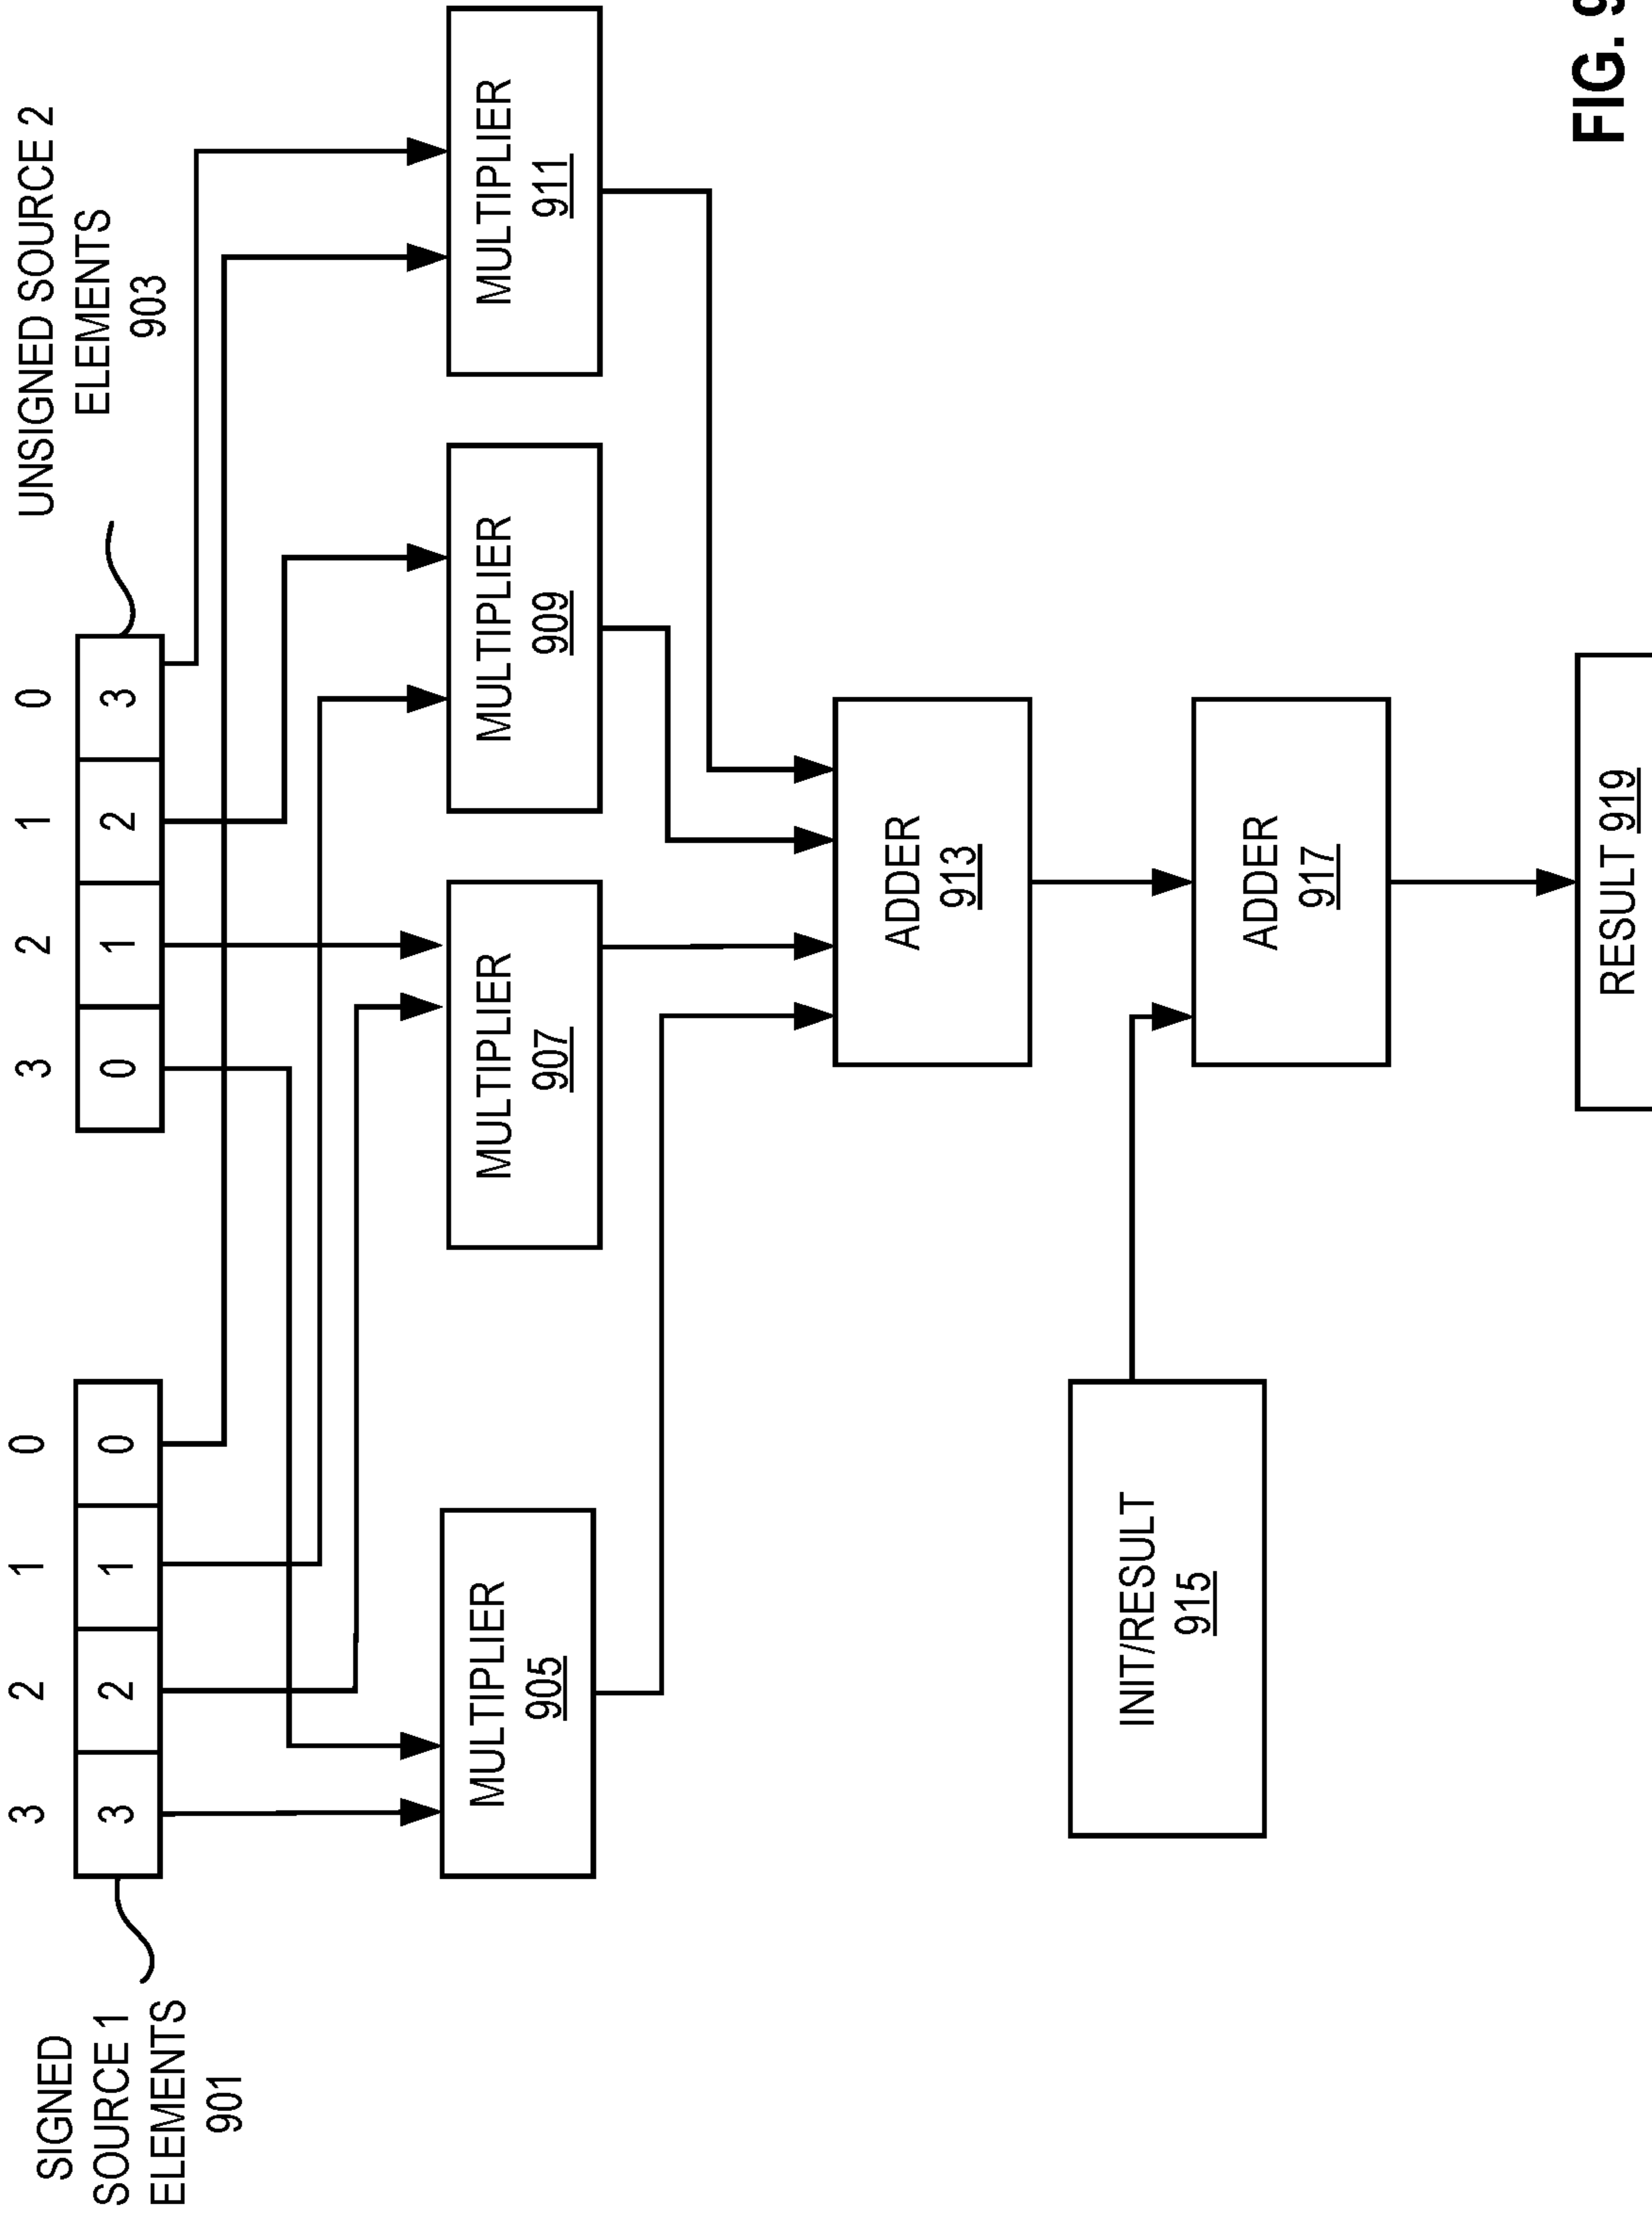 UNSIGNED SOURCE 2
ELEMENTS
903
3 2 1 0
3 2 1 0
SIGNED
SOURCE 1
ELEMENTS
901
3 2 1 0
0 1 2 3
MULTIPLIER
905
MULTIPLIER
907
MULTIPLIER
909
MULTIPLIER
911
ADDER
913
INIT/RESULT
915
ADDER
917
RESULT 919
FIG. 9